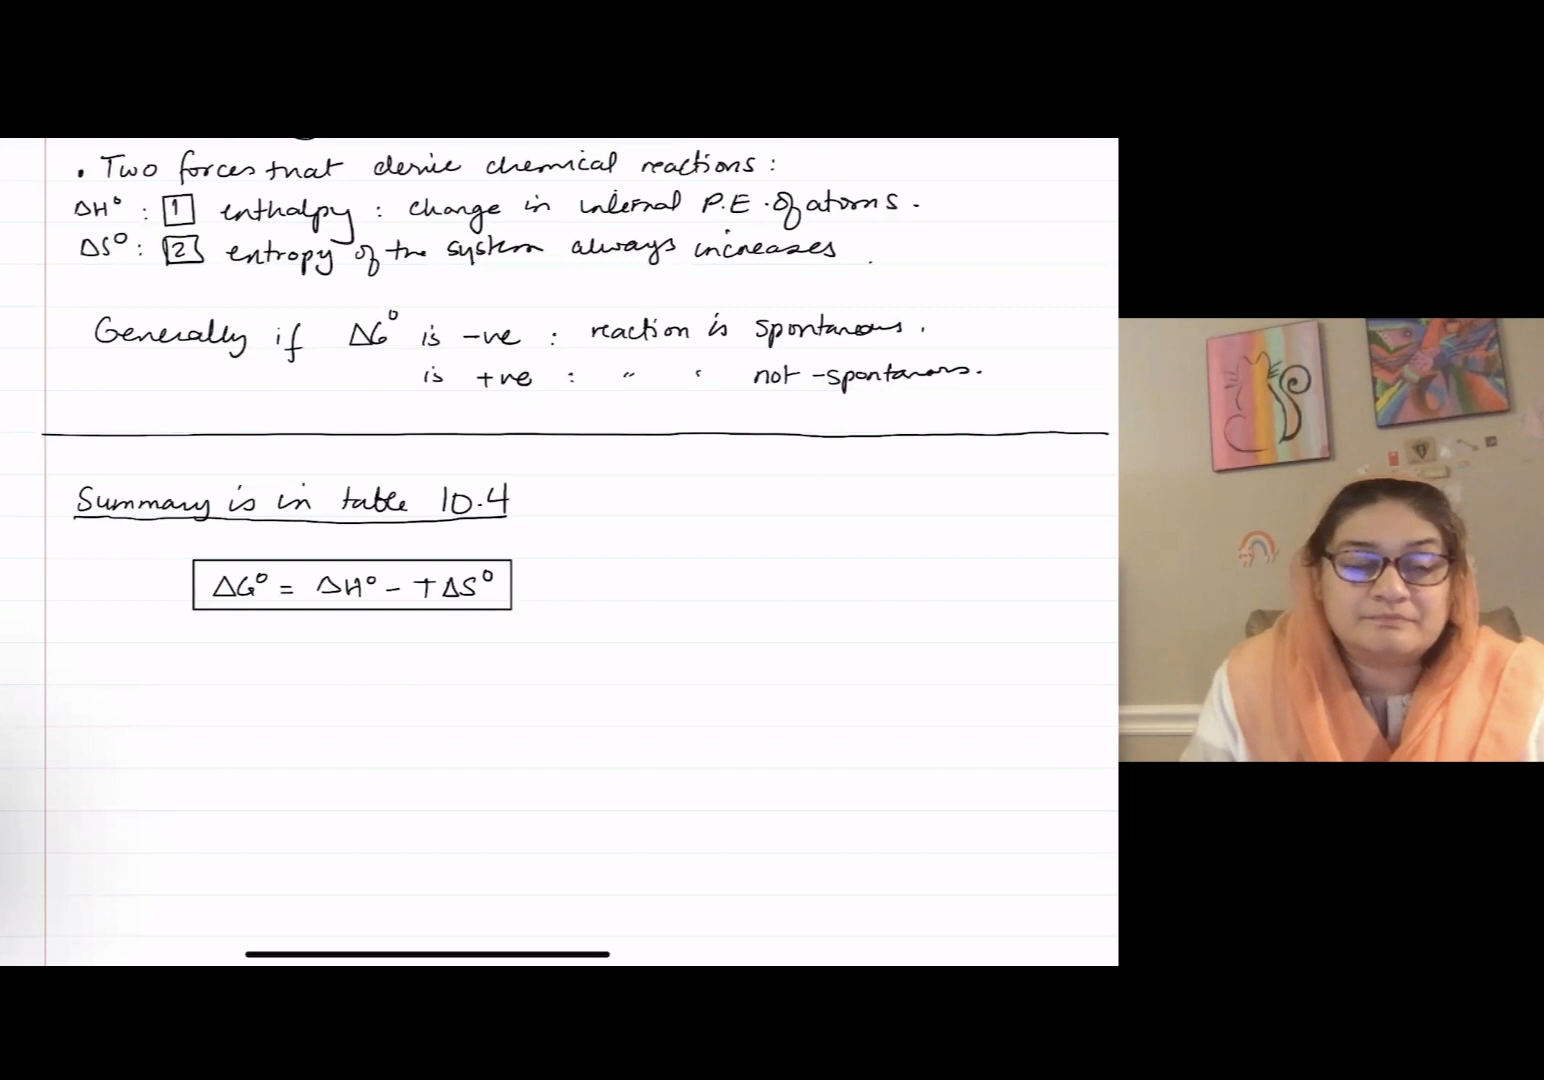 • Two forces that derive chemical reactions :
ΔH° : 1 enthalpy : change in internal P.E. of atoms.
ΔS° : 2 entropy of the system always increases.
Generally if ΔG° is -ve : reaction is spontaneous.
is +ve : " " not-spontaneous.
Summary is in table 10.4
ΔG° = ΔH° - TΔS°